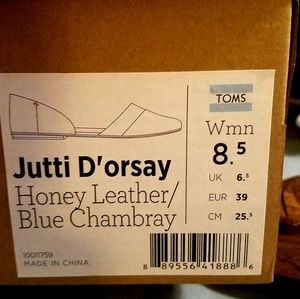 TOMS
Wmn
8.5
UK 6.5
EUR 39
CM 25.5
Jutti D'orsay
Honey Leather/
Blue Chambray
10011759
MADE IN CHINA
8 89556 41888 6